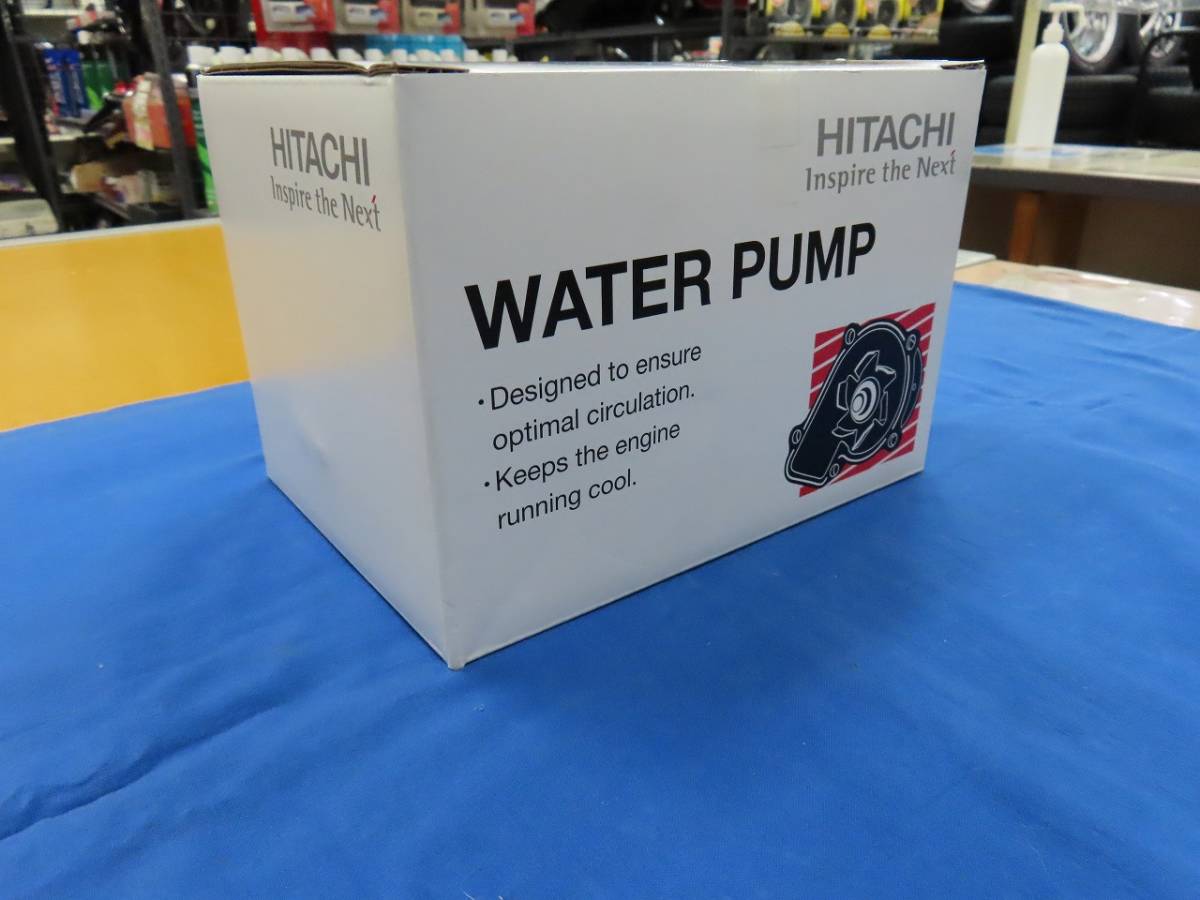 HITACHI
Inspire the Next
HITACHI
Inspire the Next
WATER PUMP
· Designed to ensure
optimal circulation.
· Keeps the engine
running cool.